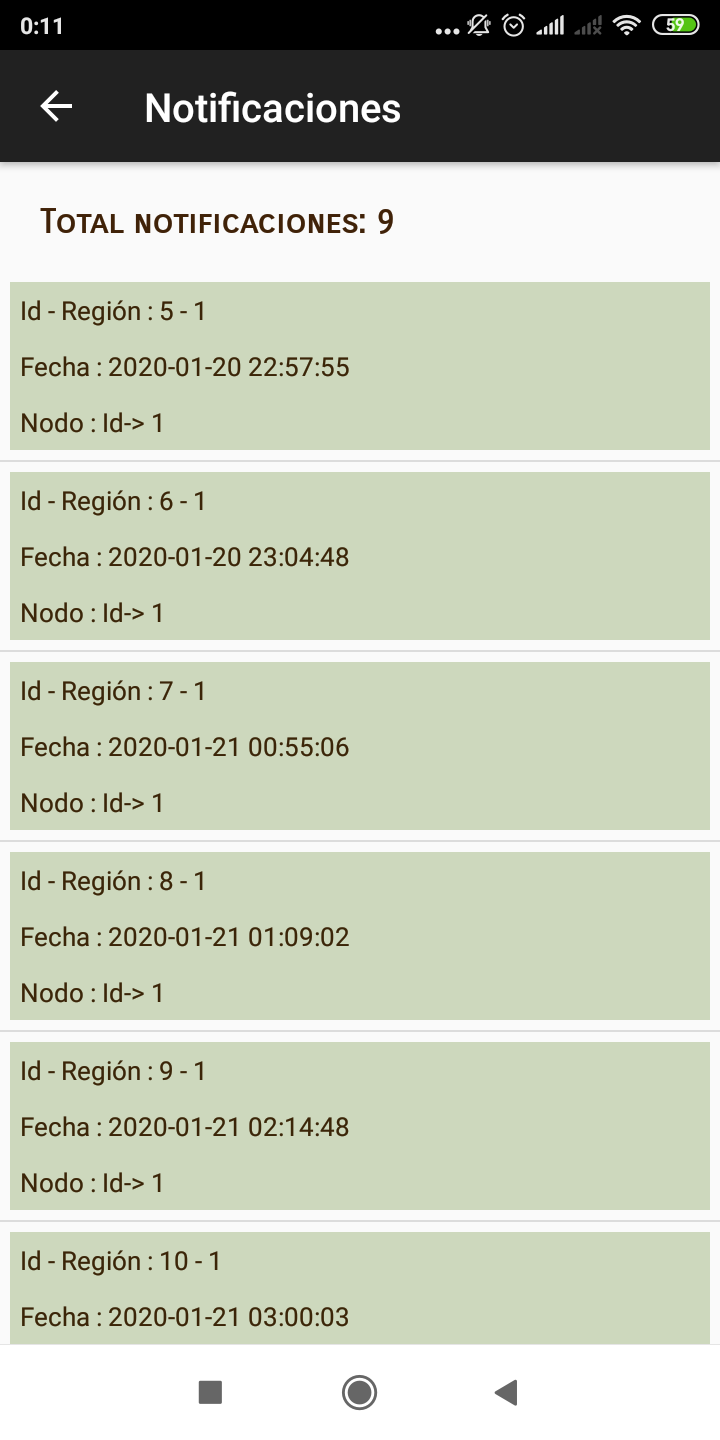 0:11
59
Notificaciones
Total notificaciones: 9
Id - Región : 5 - 1
Fecha : 2020-01-20 22:57:55
Nodo : Id-> 1
Id - Región : 6 - 1
Fecha : 2020-01-20 23:04:48
Nodo : Id-> 1
Id - Región : 7 - 1
Fecha : 2020-01-21 00:55:06
Nodo : Id-> 1
Id - Región : 8 - 1
Fecha : 2020-01-21 01:09:02
Nodo : Id-> 1
Id - Región : 9 - 1
Fecha : 2020-01-21 02:14:48
Nodo : Id-> 1
Id - Región : 10 - 1
Fecha : 2020-01-21 03:00:03